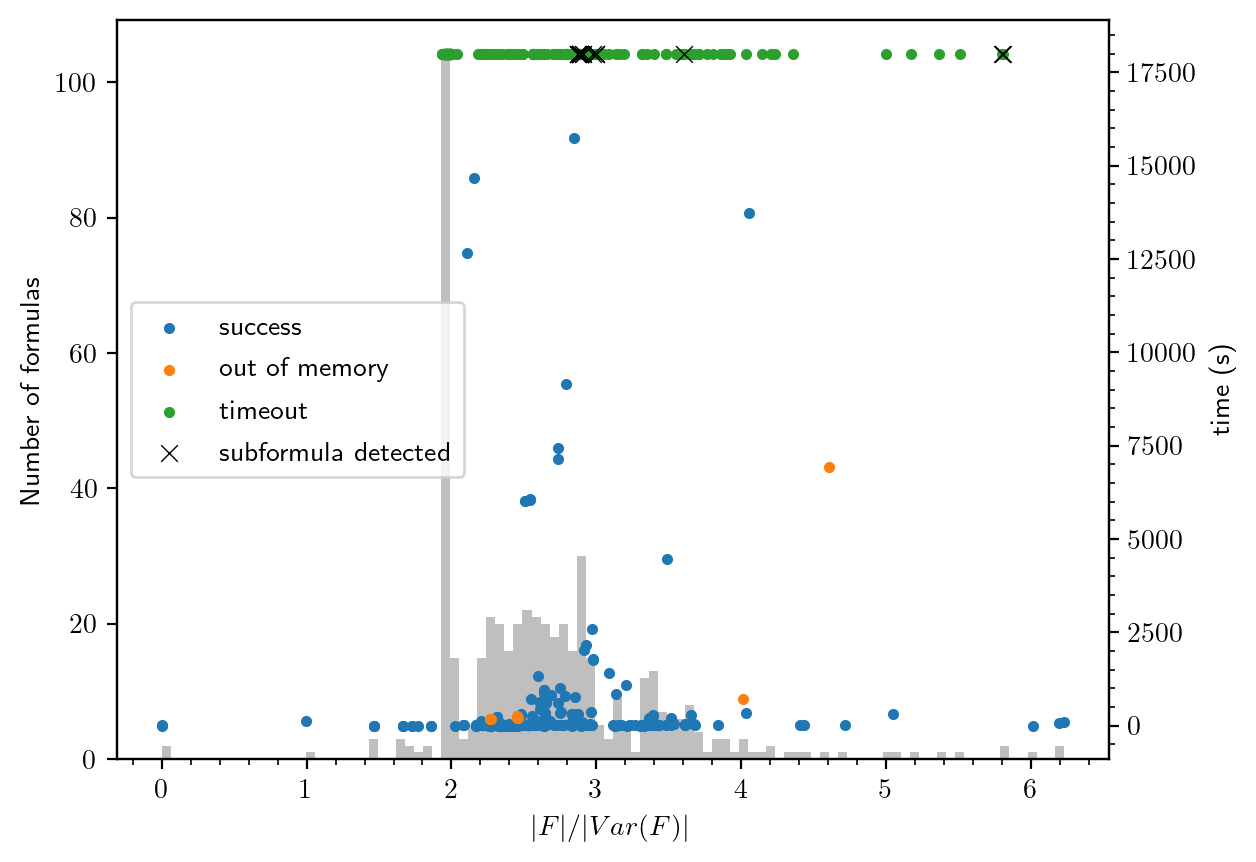 Number of formulas
100
80
60
40
20
0
success
out of memory
timeout
subformula detected
17500
15000
12500
10000
7500
5000
2500
0
time (s)
0 1 2 3 4 5 6
|F|/|Var(F)|